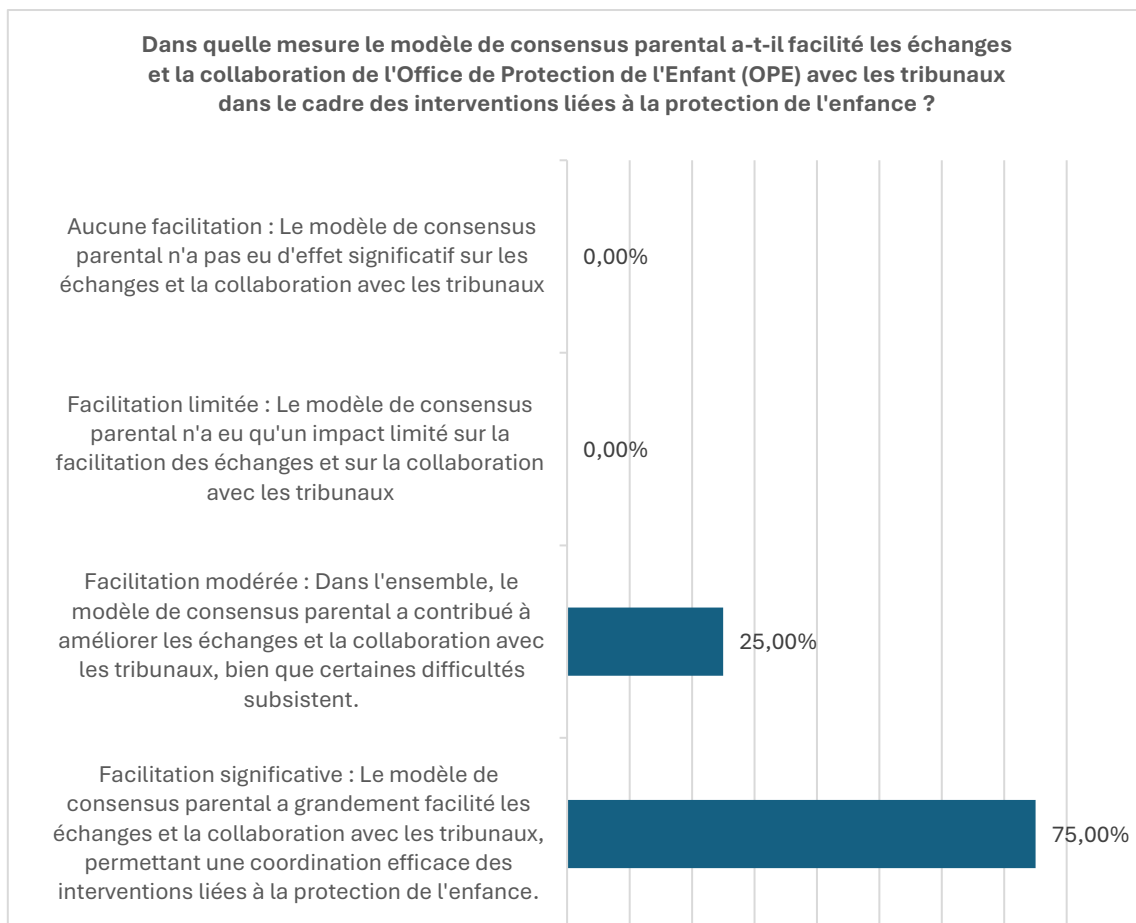 Dans quelle mesure le modèle de consensus parental a-t-il facilité les échanges
et la collaboration de l'Office de Protection de l'Enfant (OPE) avec les tribunaux
dans le cadre des interventions liées à la protection de l'enfance ?
Aucune facilitation : Le modèle de consensus
parental n'a pas eu d'effet significatif sur les
échanges et la collaboration avec les tribunaux
0,00%
Facilitation limitée : Le modèle de consensus
parental n'a eu qu'un impact limité sur la
facilitation des échanges et sur la collaboration
avec les tribunaux
0,00%
Facilitation modérée : Dans l'ensemble, le
modèle de consensus parental a contribué à
améliorer les échanges et la collaboration avec
les tribunaux, bien que certaines difficultés
subsistent.
25,00%
Facilitation significative : Le modèle de
consensus parental a grandement facilité les
échanges et la collaboration avec les tribunaux,
permettant une coordination efficace des
interventions liées à la protection de l'enfance.
75,00%